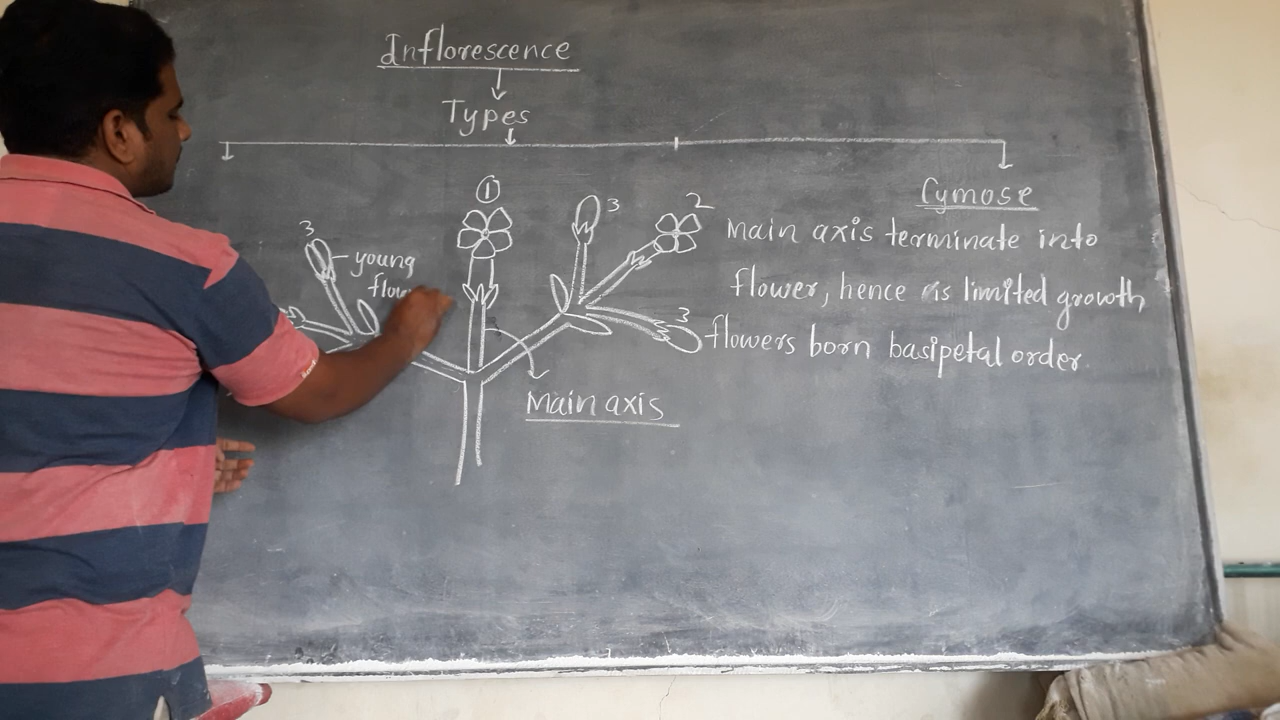 Inflorescence
Types
Cymose
①
2
3
3
3
young
Main axis terminate into
flower, hence is limited growth,
flowers born basipetal order.
Main axis